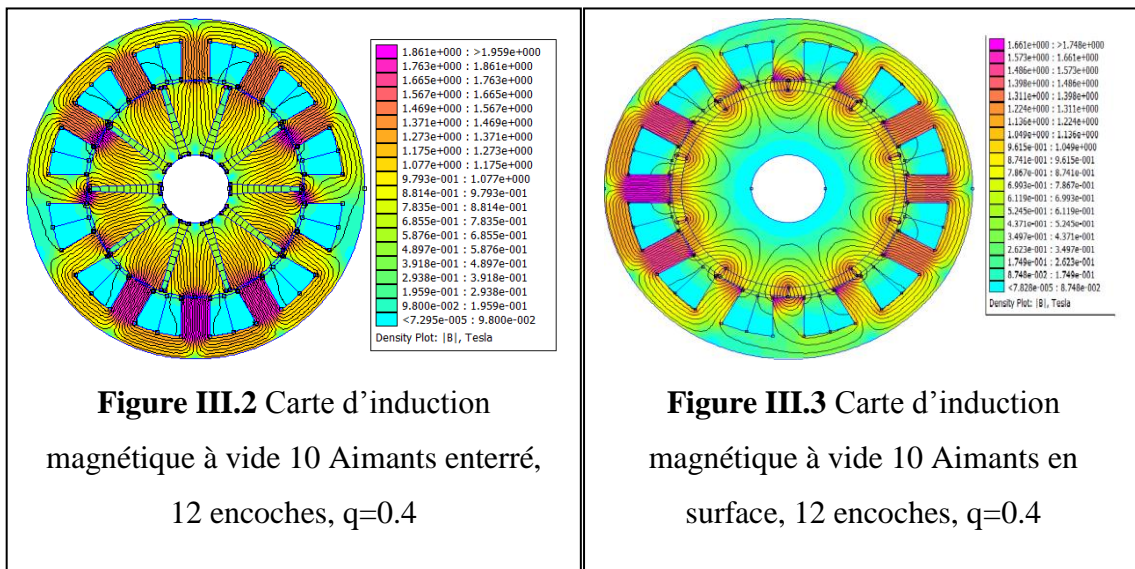 1.861e+000 : >1.959e+000
1.763e+000 : 1.861e+000
1.665e+000 : 1.763e+000
1.567e+000 : 1.665e+000
1.469e+000 : 1.567e+000
1.371e+000 : 1.469e+000
1.273e+000 : 1.371e+000
1.175e+000 : 1.273e+000
1.077e+000 : 1.175e+000
9.793e-001 : 1.077e+000
8.814e-001 : 9.793e-001
7.835e-001 : 8.814e-001
6.855e-001 : 7.835e-001
5.876e-001 : 6.855e-001
4.897e-001 : 5.876e-001
3.918e-001 : 4.897e-001
2.938e-001 : 3.918e-001
1.959e-001 : 2.938e-001
9.800e-002 : 1.959e-001
<7.295e-005 : 9.800e-002
Density Plot: |B|, Tesla
Figure III.2 Carte d’induction
magnétique à vide 10 Aimants enterré,
12 encoches, q=0.4
1.661e+000 : >1.748e+000
1.573e+000 : 1.661e+000
1.486e+000 : 1.573e+000
1.398e+000 : 1.486e+000
1.311e+000 : 1.398e+000
1.224e+000 : 1.311e+000
1.136e+000 : 1.224e+000
1.049e+000 : 1.136e+000
9.615e-001 : 1.049e+000
8.741e-001 : 9.615e-001
7.867e-001 : 8.741e-001
6.993e-001 : 7.867e-001
6.119e-001 : 6.993e-001
5.245e-001 : 6.119e-001
4.371e-001 : 5.245e-001
3.497e-001 : 4.371e-001
2.623e-001 : 3.497e-001
1.749e-001 : 2.623e-001
8.748e-002 : 1.749e-001
<7.828e-005 : 8.748e-002
Density Plot: |B|, Tesla
Figure III.3 Carte d’induction
magnétique à vide 10 Aimants en
surface, 12 encoches, q=0.4